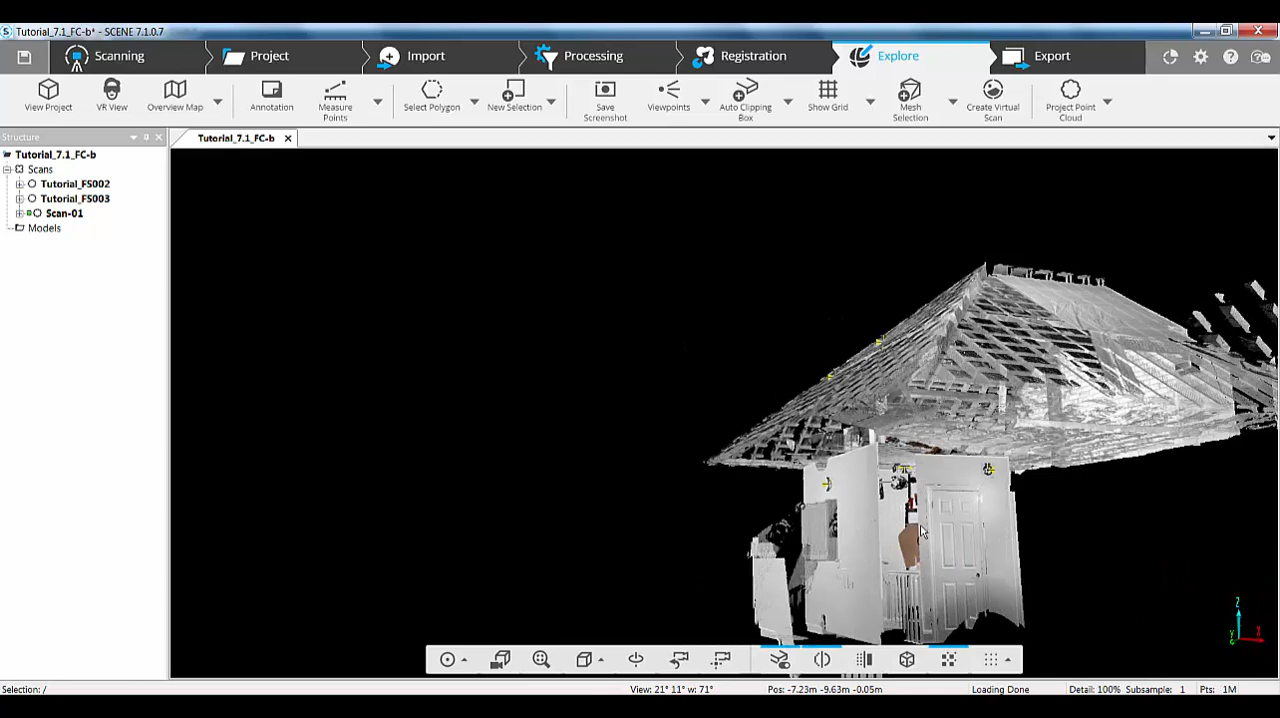 Tutorial_7.1_FC-b* - SCENE 7.1.0.7
Scanning
Project
Import
Processing
Registration
Explore
Export
View Project
VR View
Overview Map
Annotation
Measure
Points
Select Polygon
New Selection
Save
Screenshot
Viewpoints
Auto Clipping
Box
Show Grid
Mesh
Selection
Create Virtual
Scan
Project Point
Cloud
Structure
Tutorial_7.1_FC-b
Tutorial_7.1_FC-b
Scans
Tutorial_FS002
Tutorial_FS003
Scan-01
Models
Z
Y
X
Selection: /
View: 21° 11° w: 71°
Pos: -7.23m -9.63m -0.05m
Loading Done
Detail: 100%
Subsample: 1
Pts: 1M